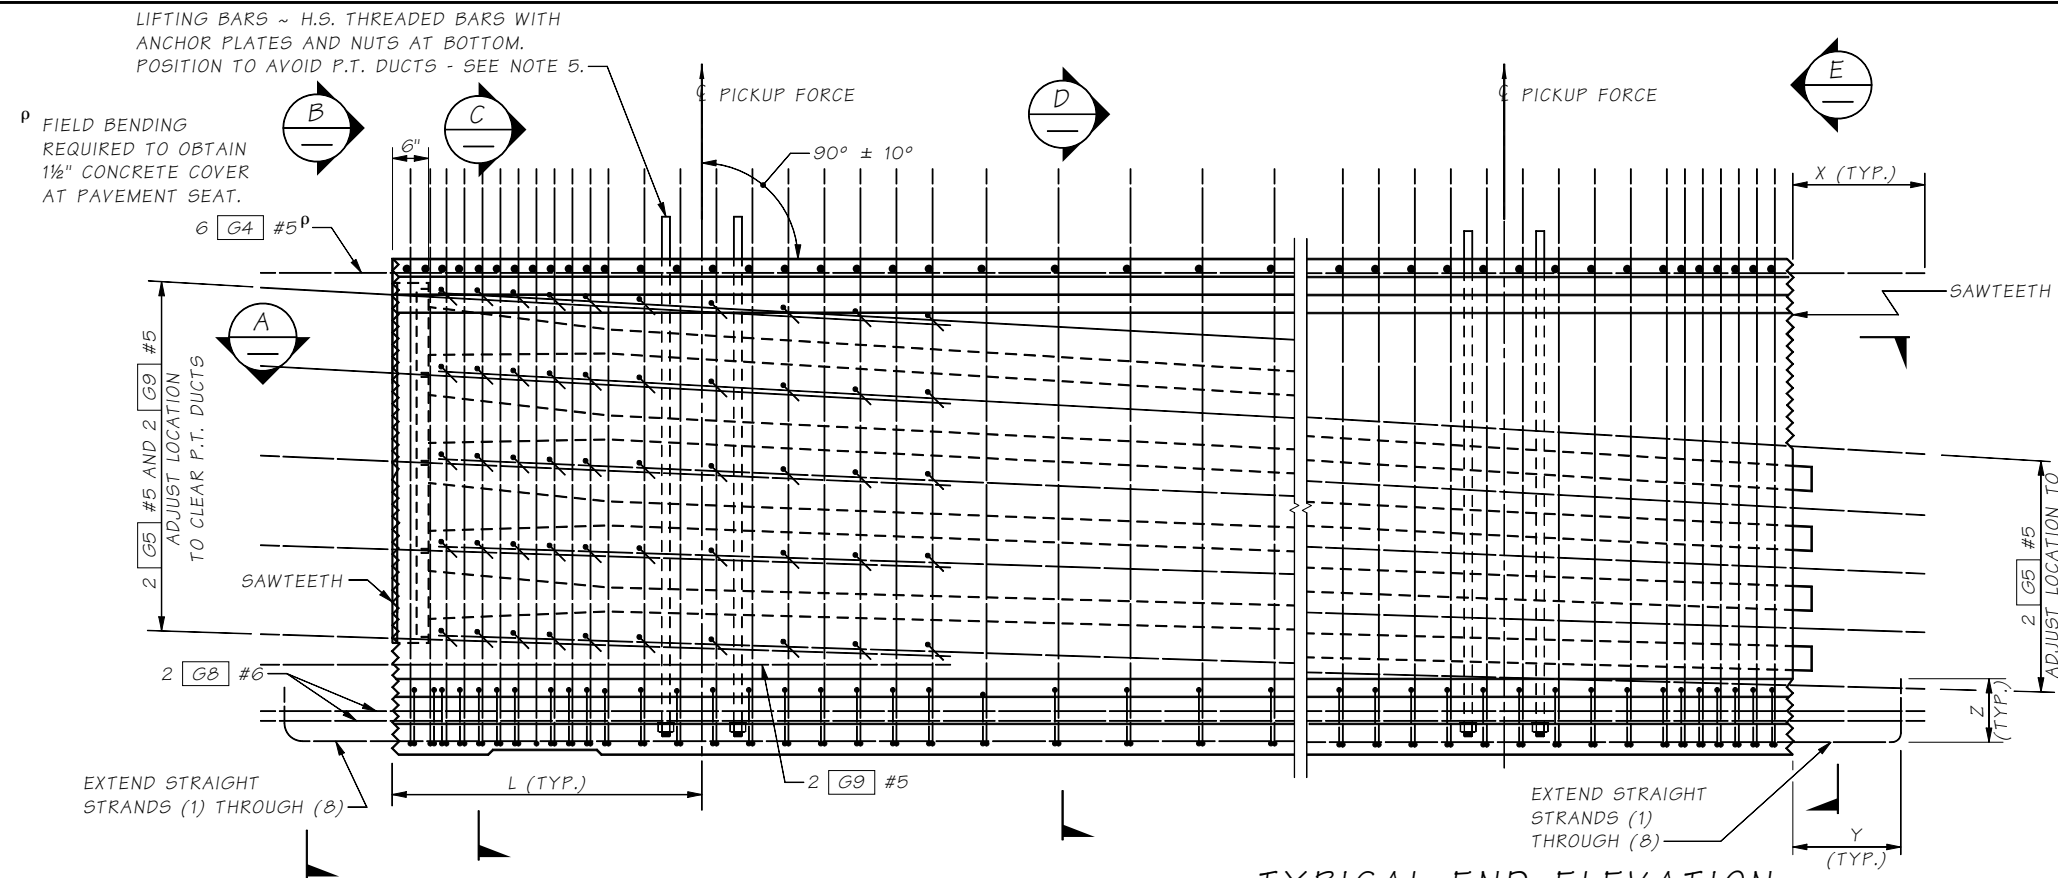 LIFTING BARS ~ H.S. THREADED BARS WITH
ANCHOR PLATES AND NUTS AT BOTTOM.
POSITION TO AVOID P.T. DUCTS - SEE NOTE 5.
ρ FIELD BENDING
REQUIRED TO OBTAIN
1½" CONCRETE COVER
AT PAVEMENT SEAT.
B
C
D
E
℄ PICKUP FORCE
℄ PICKUP FORCE
6"
90° ± 10°
X (TYP.)
6 G4 #5 ρ
SAWTEETH
A
2 G5 #5 AND 2 G9 #5
ADJUST LOCATION
TO CLEAR P.T. DUCTS
SAWTEETH
2 G5 #5
ADJUST LOCATION TO
2 G8 #6
Z
(TYP.)
EXTEND STRAIGHT
STRANDS (1) THROUGH (8)
L (TYP.)
2 G9 #5
EXTEND STRAIGHT
STRANDS (1)
THROUGH (8)
Y
(TYP.)
TYPICAL END ELEVATION